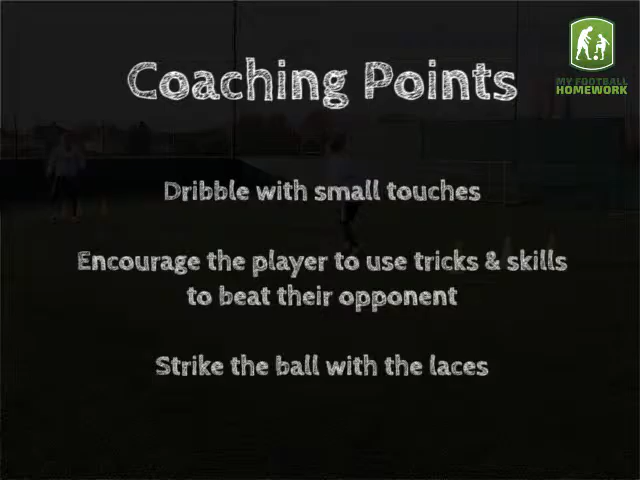 Coaching Points
MY FOOTBALL
HOMEWORK
Dribble with small touches
Encourage the player to use tricks & skills
to beat their opponent
Strike the ball with the laces